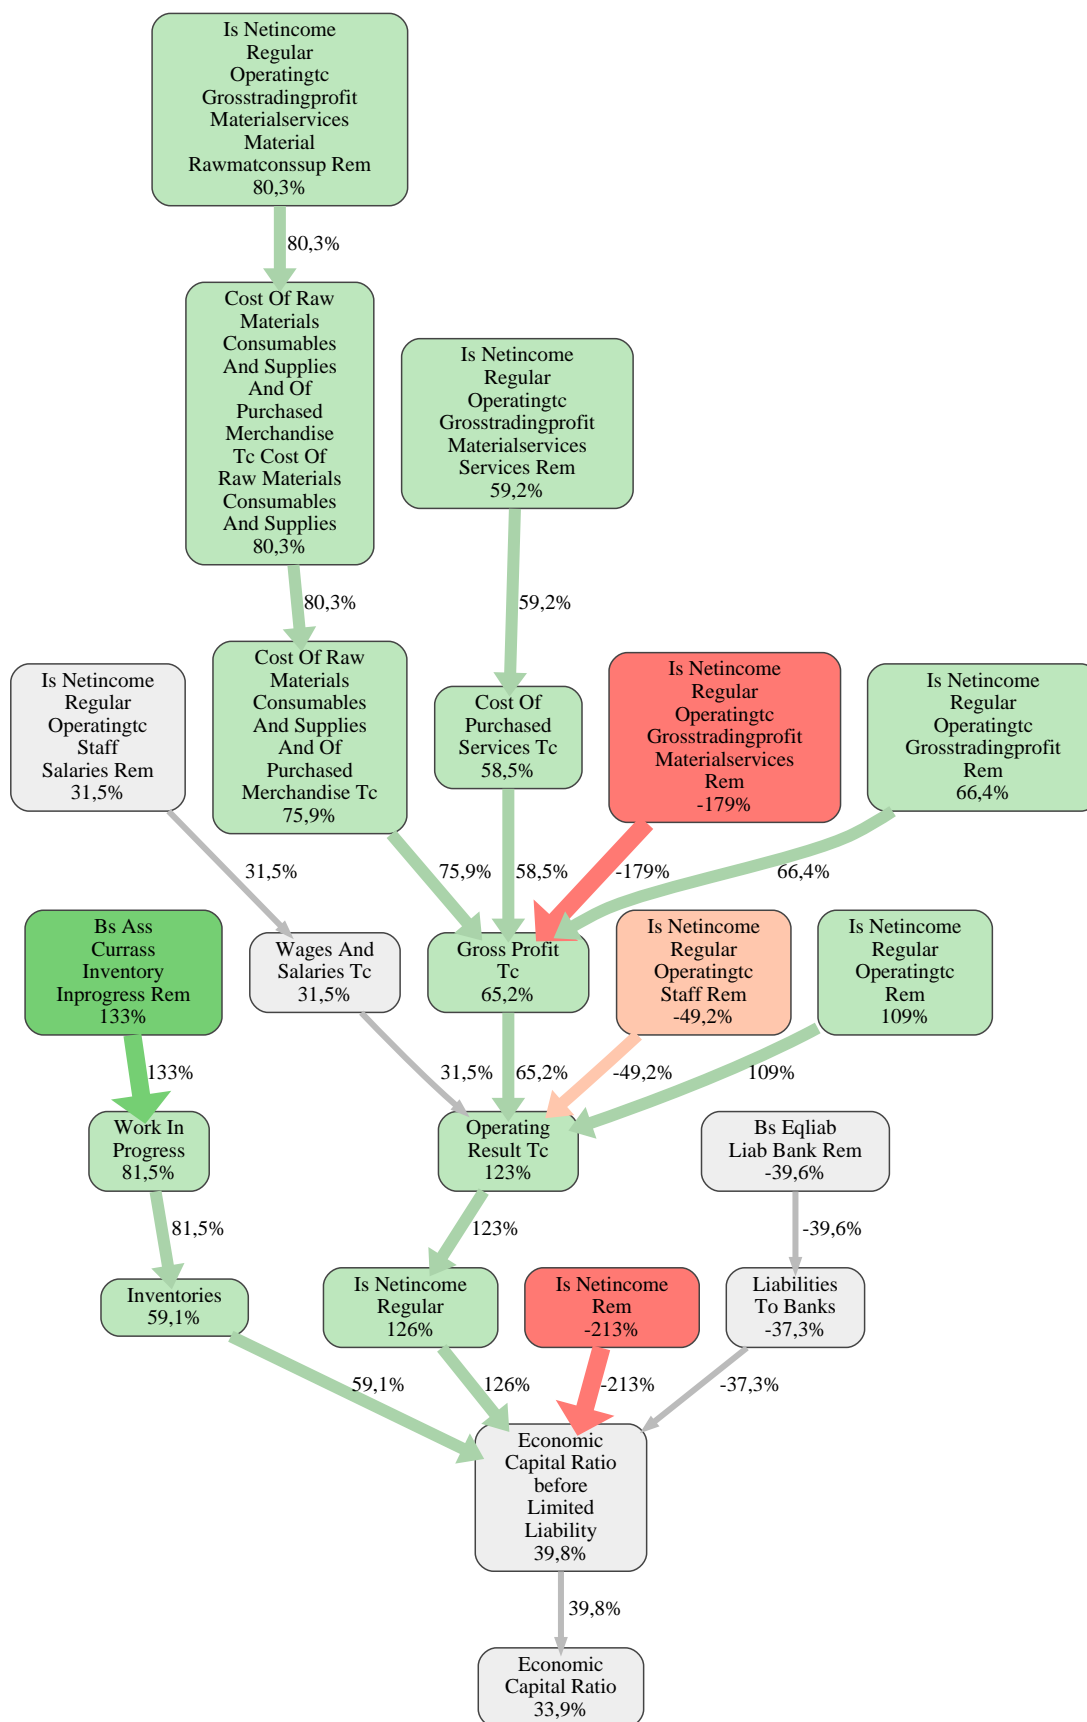 Is Netincome
Regular
Operatingtc
Grosstradingprofit
Materialservices
Material
Rawmatconssup Rem
80,3%
80,3%
Cost Of Raw
Materials
Consumables
And Supplies
And Of
Purchased
Merchandise
Tc Cost Of
Raw Materials
Consumables
And Supplies
80,3%
Is Netincome
Regular
Operatingtc
Grosstradingprofit
Materialservices
Services Rem
59,2%
80,3%
59,2%
Is Netincome
Regular
Operatingtc
Staff
Salaries Rem
31,5%
Cost Of Raw
Materials
Consumables
And Supplies
And Of
Purchased
Merchandise Tc
75,9%
Cost Of
Purchased
Services Tc
58,5%
Is Netincome
Regular
Operatingtc
Grosstradingprofit
Materialservices
Rem
-179%
Is Netincome
Regular
Operatingtc
Grosstradingprofit
Rem
66,4%
31,5%
75,9%
58,5%
-179%
66,4%
Bs Ass
Currass
Inventory
Inprogress Rem
133%
Wages And
Salaries Tc
31,5%
Gross Profit
Tc
65,2%
Is Netincome
Regular
Operatingtc
Staff Rem
-49,2%
Is Netincome
Regular
Operatingtc
Rem
109%
133%
31,5%
65,2%
-49,2%
109%
Work In
Progress
81,5%
Operating
Result Tc
123%
Bs Eqliab
Liab Bank Rem
-39,6%
81,5%
123%
-39,6%
Inventories
59,1%
Is Netincome
Regular
126%
Is Netincome
Rem
-213%
Liabilities
To Banks
-37,3%
59,1%
126%
-213%
-37,3%
Economic
Capital Ratio
before
Limited
Liability
39,8%
39,8%
Economic
Capital Ratio
33,9%